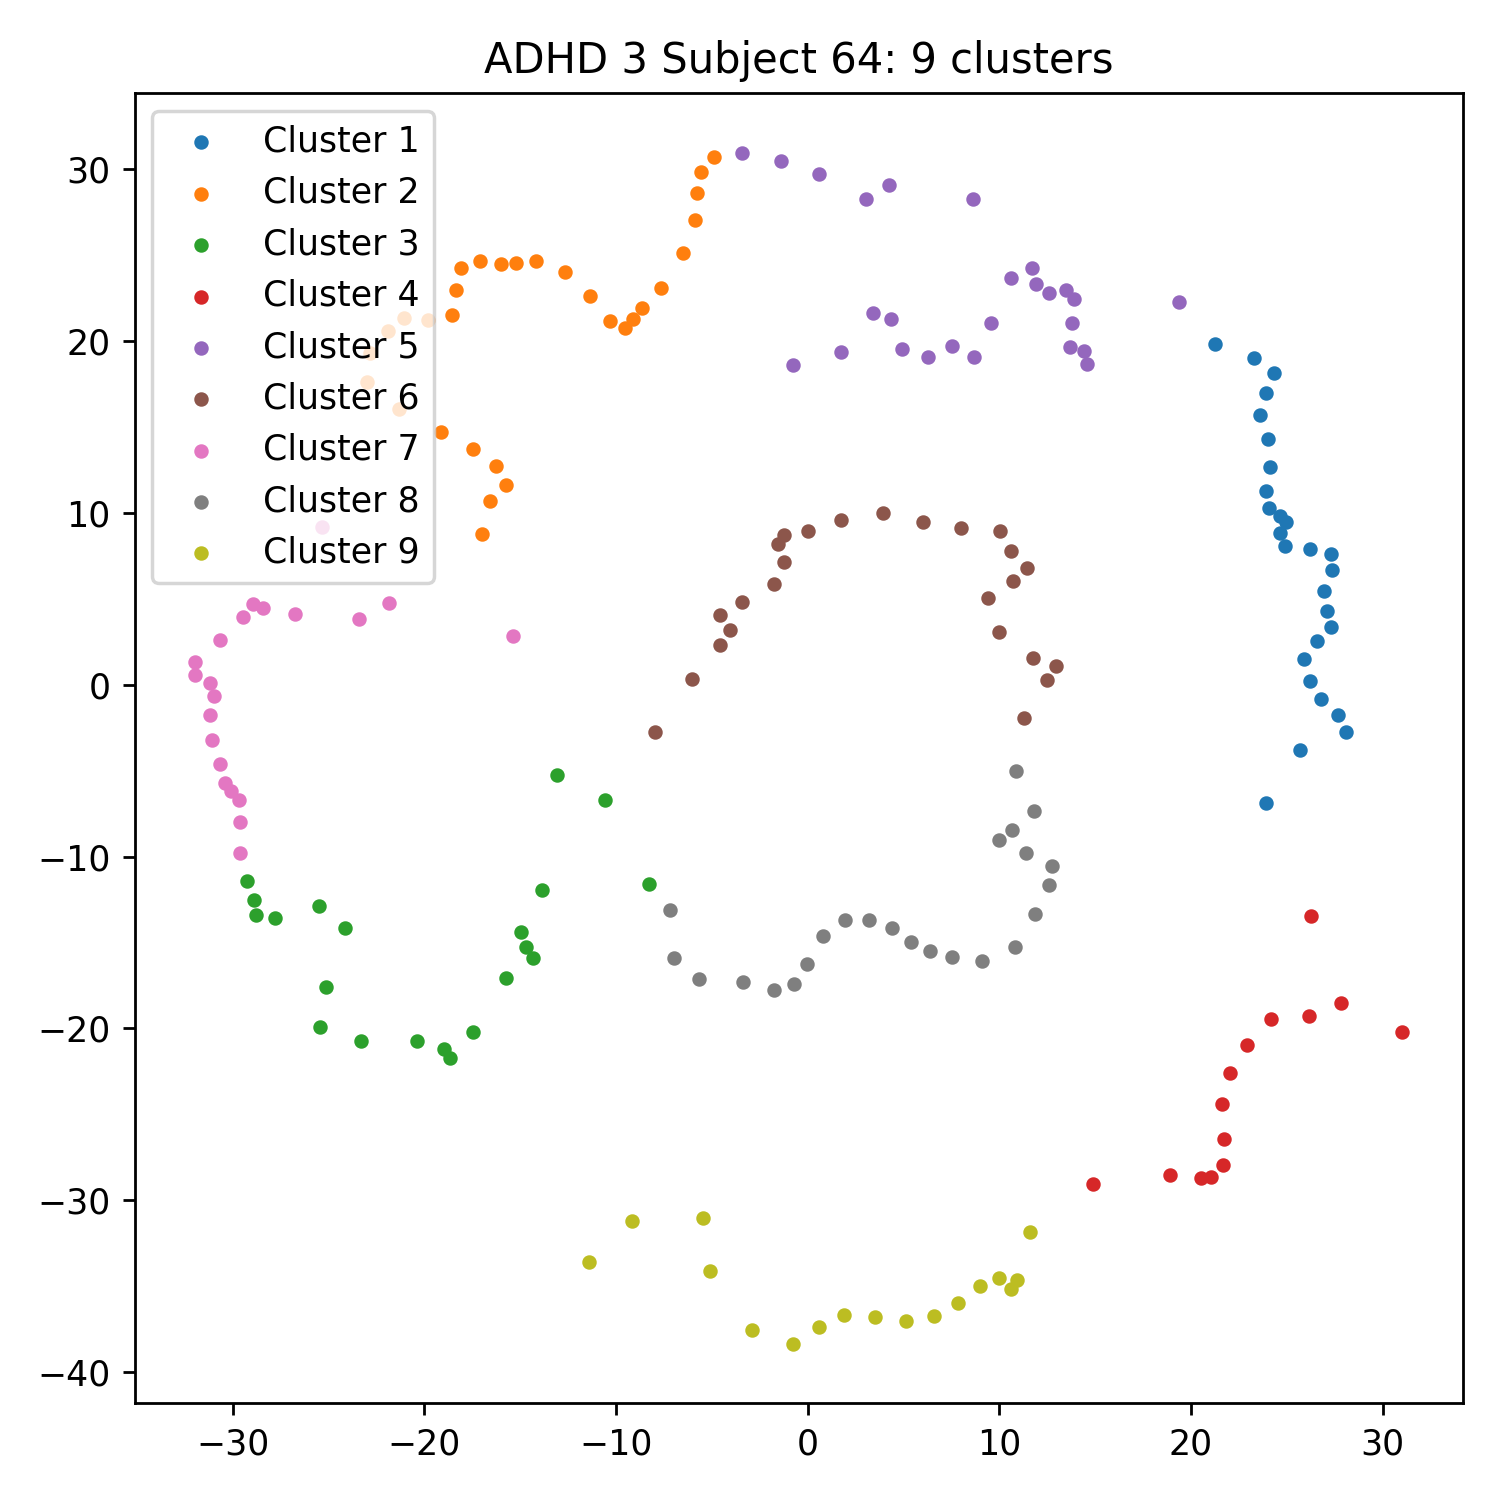 ADHD 3 Subject 64: 9 clusters
Cluster 1
Cluster 2
Cluster 3
Cluster 4
Cluster 5
Cluster 6
Cluster 7
Cluster 8
Cluster 9
30
20
10
0
−10
−20
−30
−40
−30 −20 −10 0 10 20 30